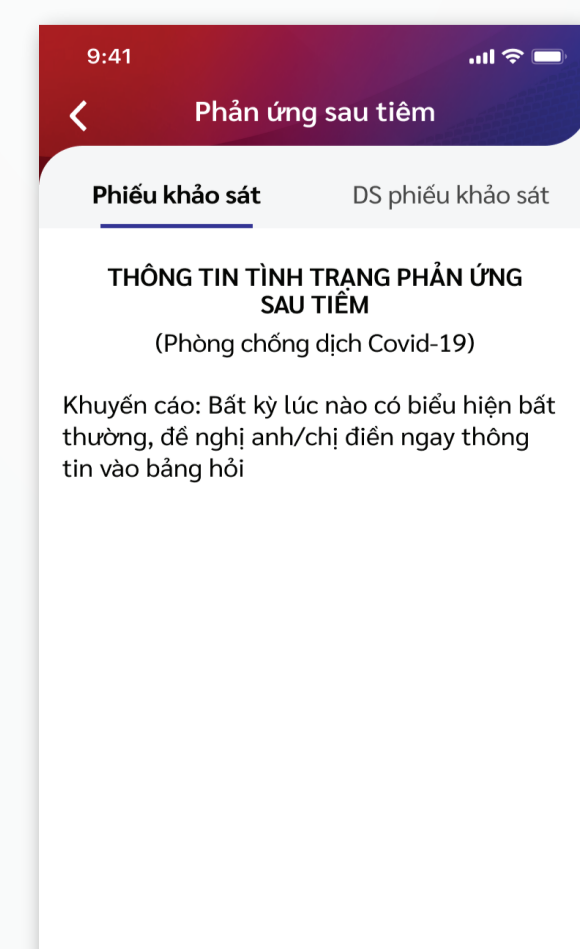 9:41
Phản ứng sau tiêm
Phiếu khảo sát
DS phiếu khảo sát
THÔNG TIN TÌNH TRẠNG PHẢN ỨNG
SAU TIÊM
(Phòng chống dịch Covid-19)
Khuyến cáo: Bất kỳ lúc nào có biểu hiện bất
thường, đề nghị anh/chị điền ngay thông
tin vào bảng hỏi